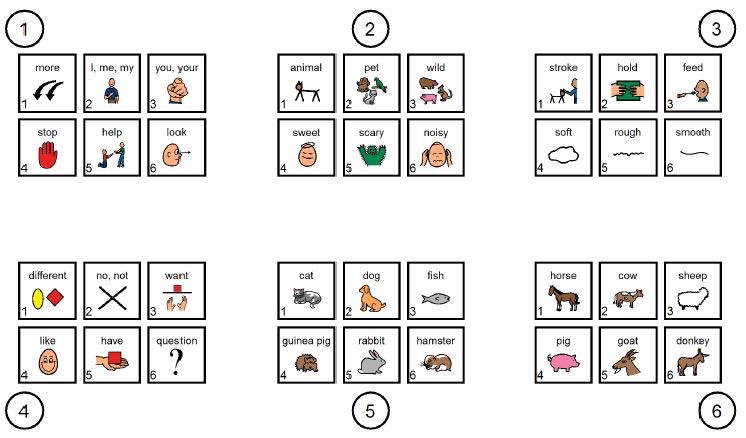 1 2 3
more I, me, my you, your
1 2 3
stop help look
4 5 6
animal pet wild
1 2 3
sweet scary noisy
4 5 6
stroke hold feed
1 2 3
soft rough smooth
4 5 6
different no, not want
1 2 3
like have question
4 5 6
?
cat dog fish
1 2 3
guinea pig rabbit hamster
4 5 6
horse cow sheep
1 2 3
pig goat donkey
4 5 6
4 5 6